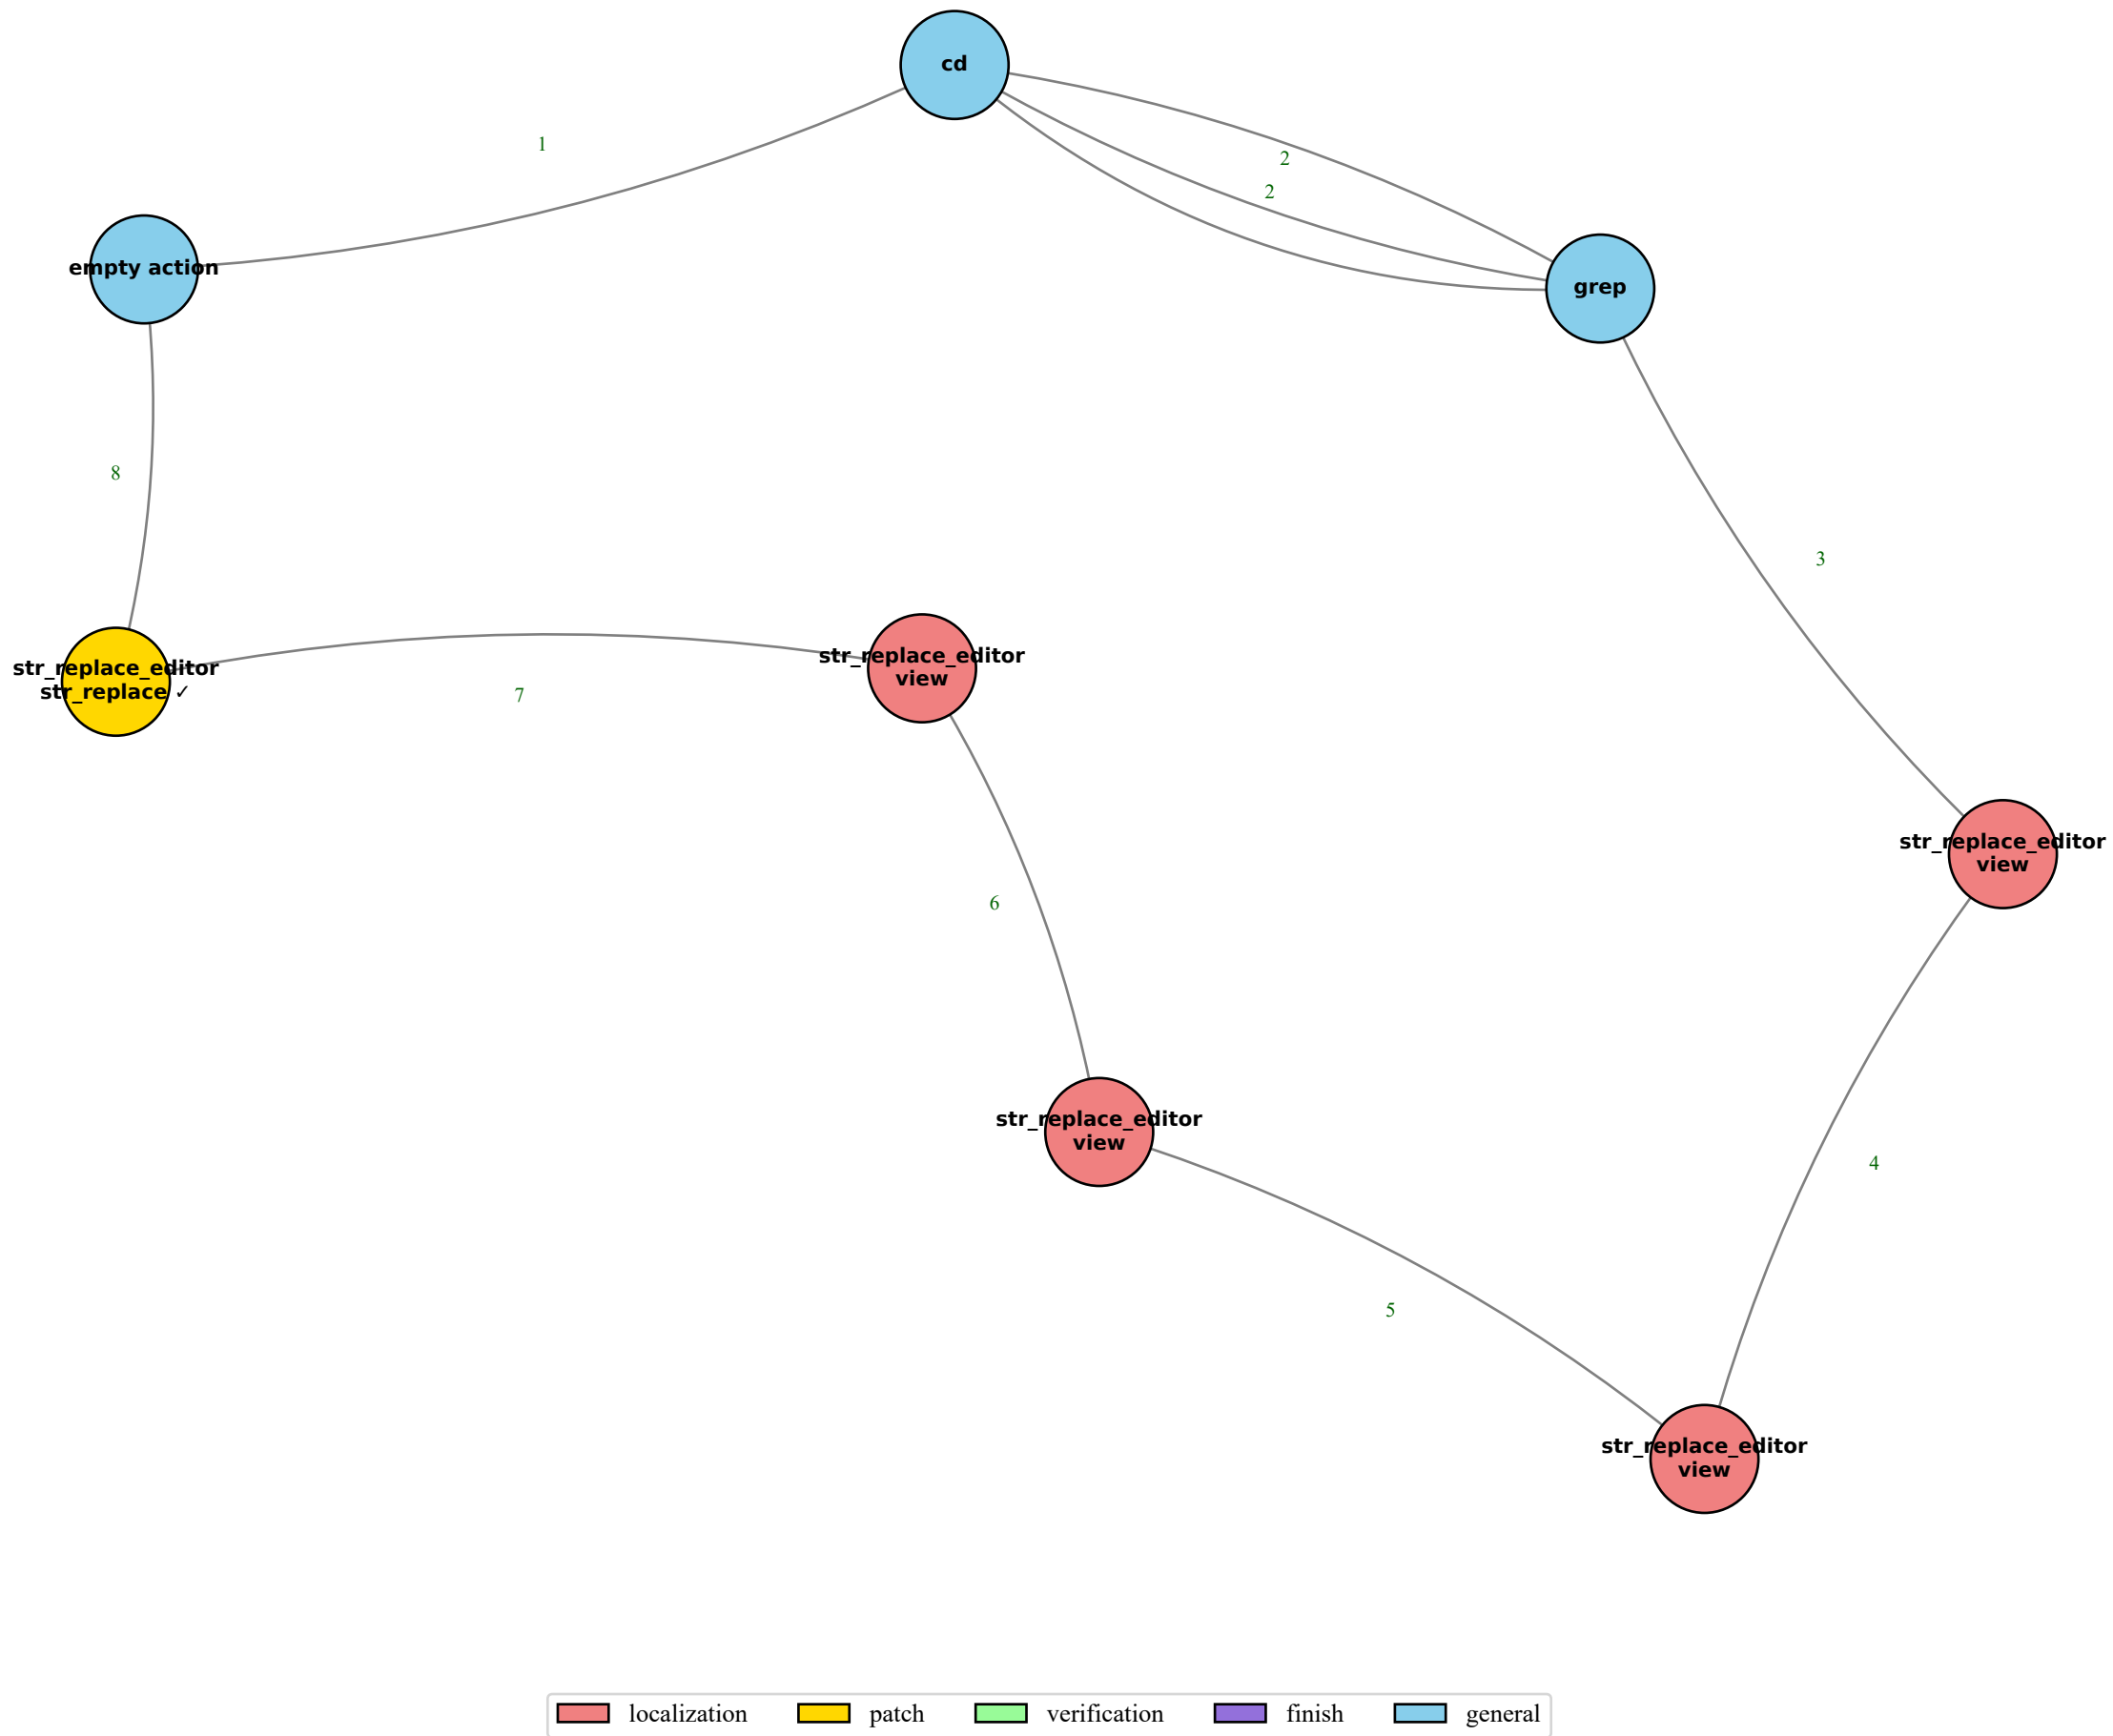 cd
1
2
2
empty action
grep
8
3
str_replace_editor
view
str_replace_editor
str_replace ✓
7
str_replace_editor
view
6
str_replace_editor
view
4
5
str_replace_editor
view
localization
patch
verification
finish
general